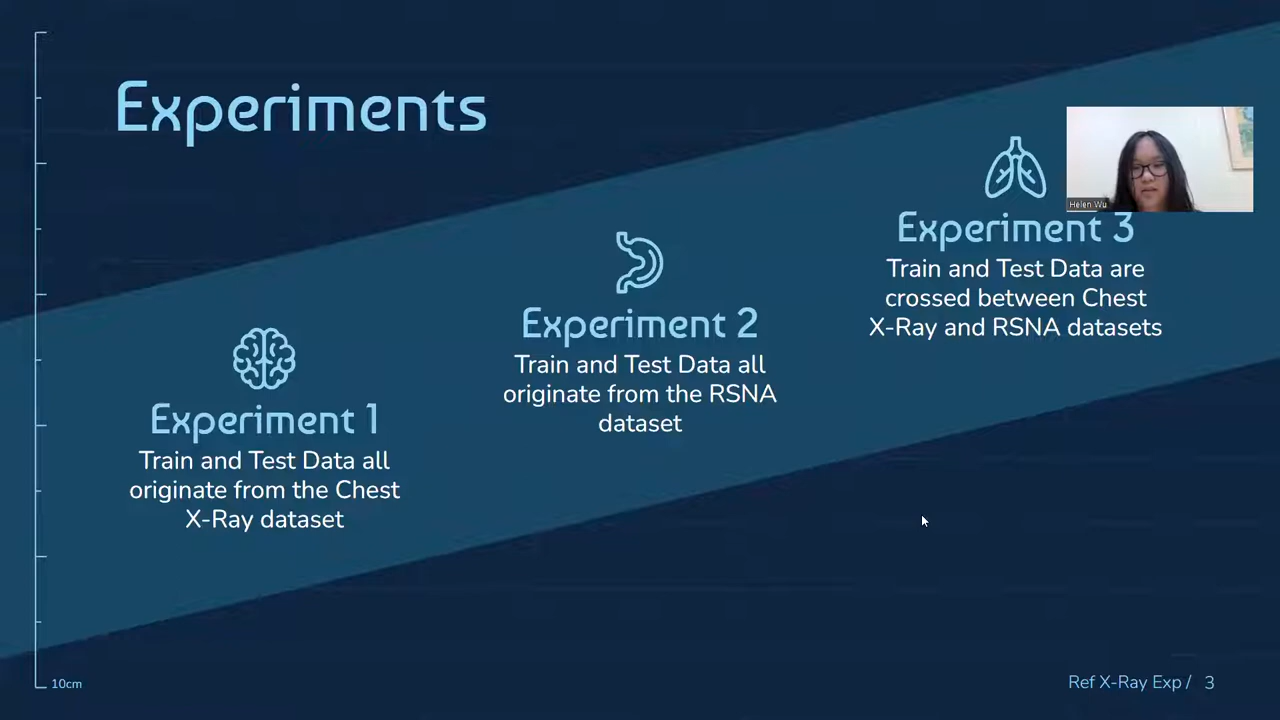 Experiments
Helen Wu
Experiment 3
Train and Test Data are
crossed between Chest
X-Ray and RSNA datasets
Experiment 2
Train and Test Data all
originate from the RSNA
dataset
Experiment 1
Train and Test Data all
originate from the Chest
X-Ray dataset
10cm
Ref X-Ray Exp / 3